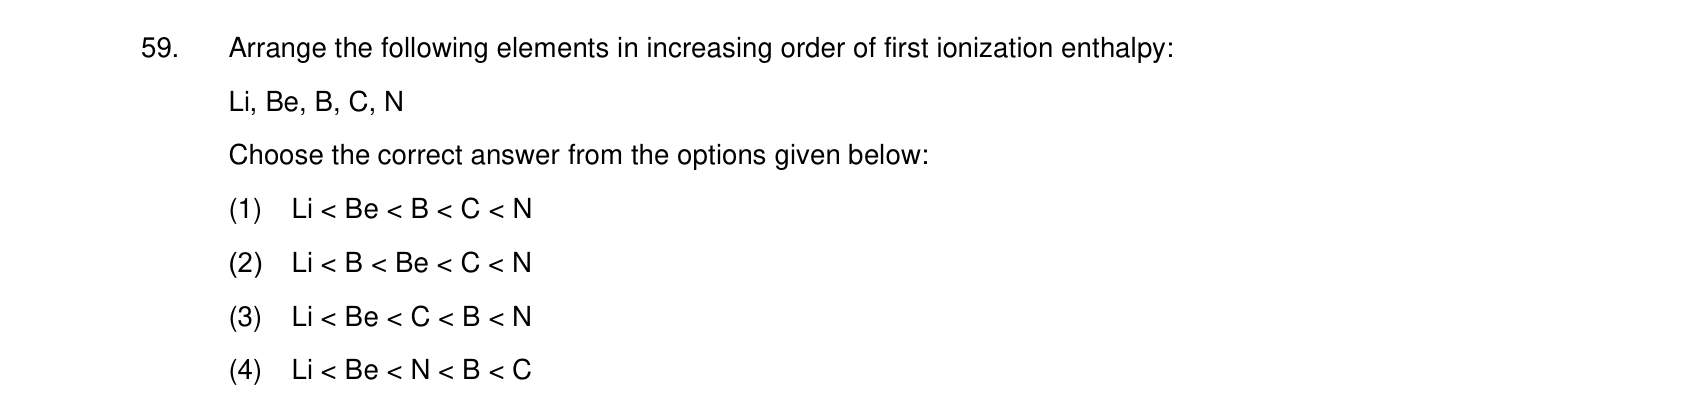 59. Arrange the following elements in increasing order of first ionization enthalpy:
Li, Be, B, C, N
Choose the correct answer from the options given below:
(1) Li < Be < B < C < N
(2) Li < B < Be < C < N
(3) Li < Be < C < B < N
(4) Li < Be < N < B < C